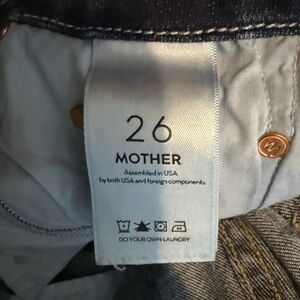 26
MOTHER
Assembled in USA
by both USA and foreign components
DO YOUR OWN LAUNDRY